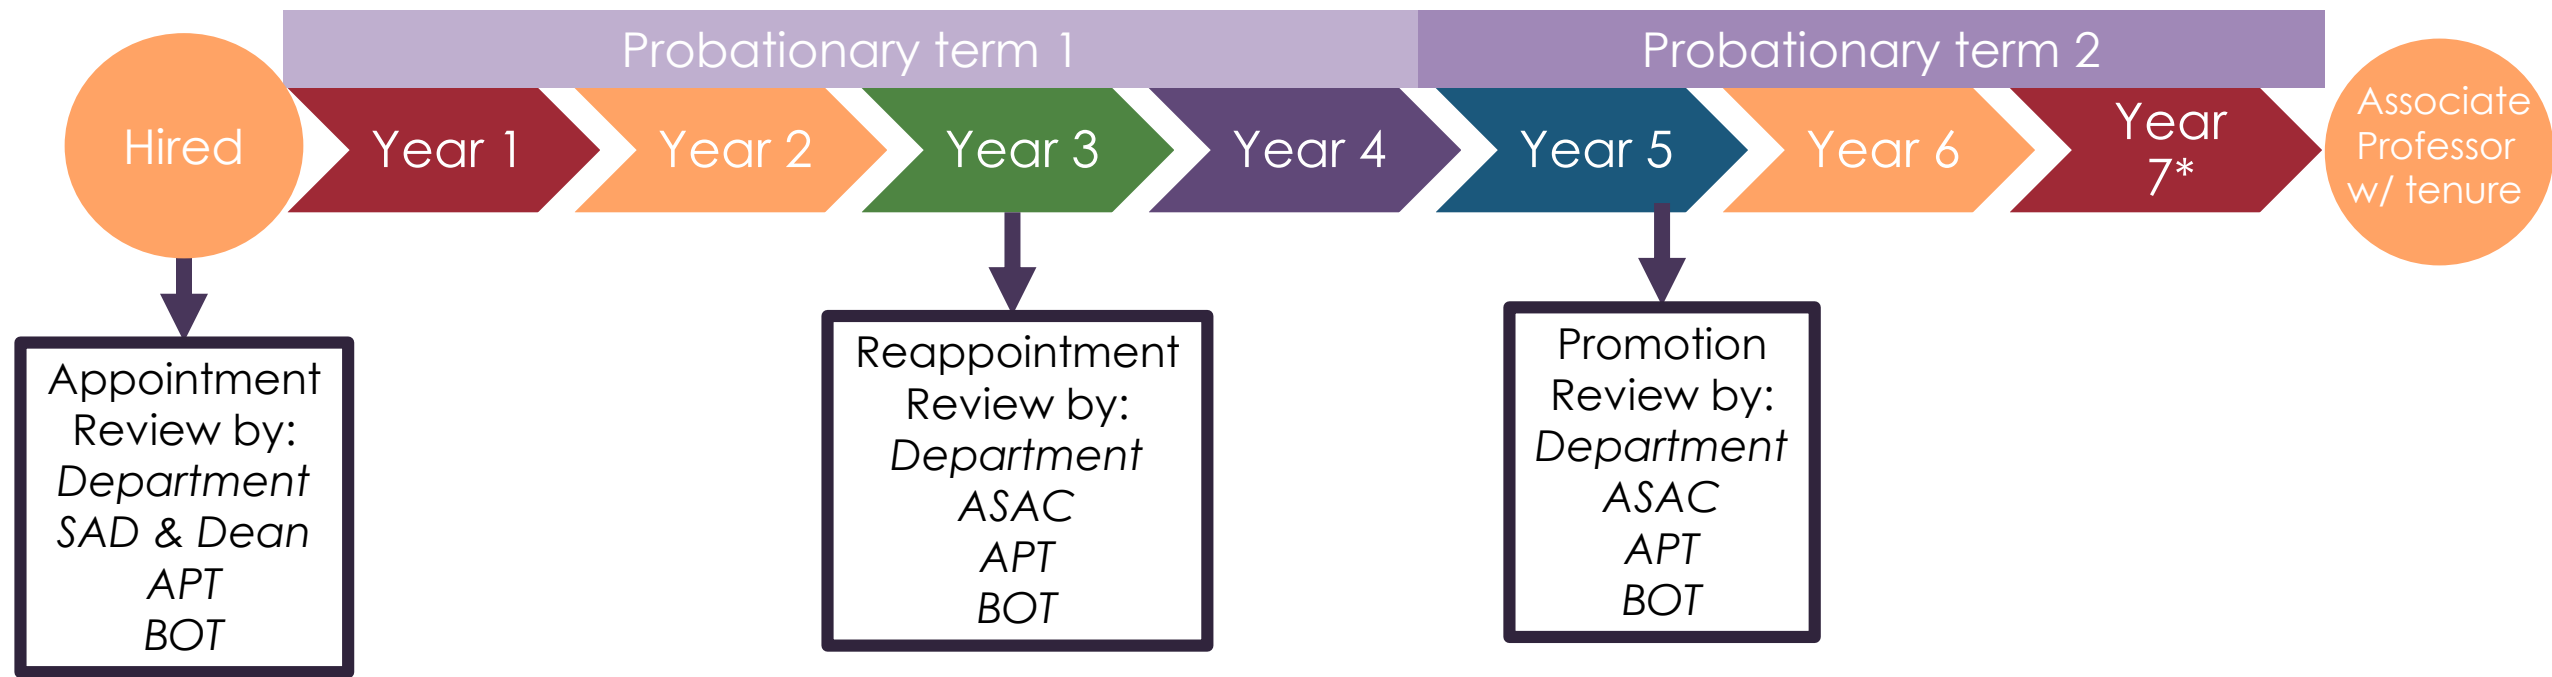 Probationary term 1
Probationary term 2
Hired
Year 1
Year 2
Year 3
Year 4
Year 5
Year 6
Year
7*
Associate
Professor
w/ tenure
Appointment
Review by:
Department
SAD & Dean
APT
BOT
Reappointment
Review by:
Department
ASAC
APT
BOT
Promotion
Review by:
Department
ASAC
APT
BOT